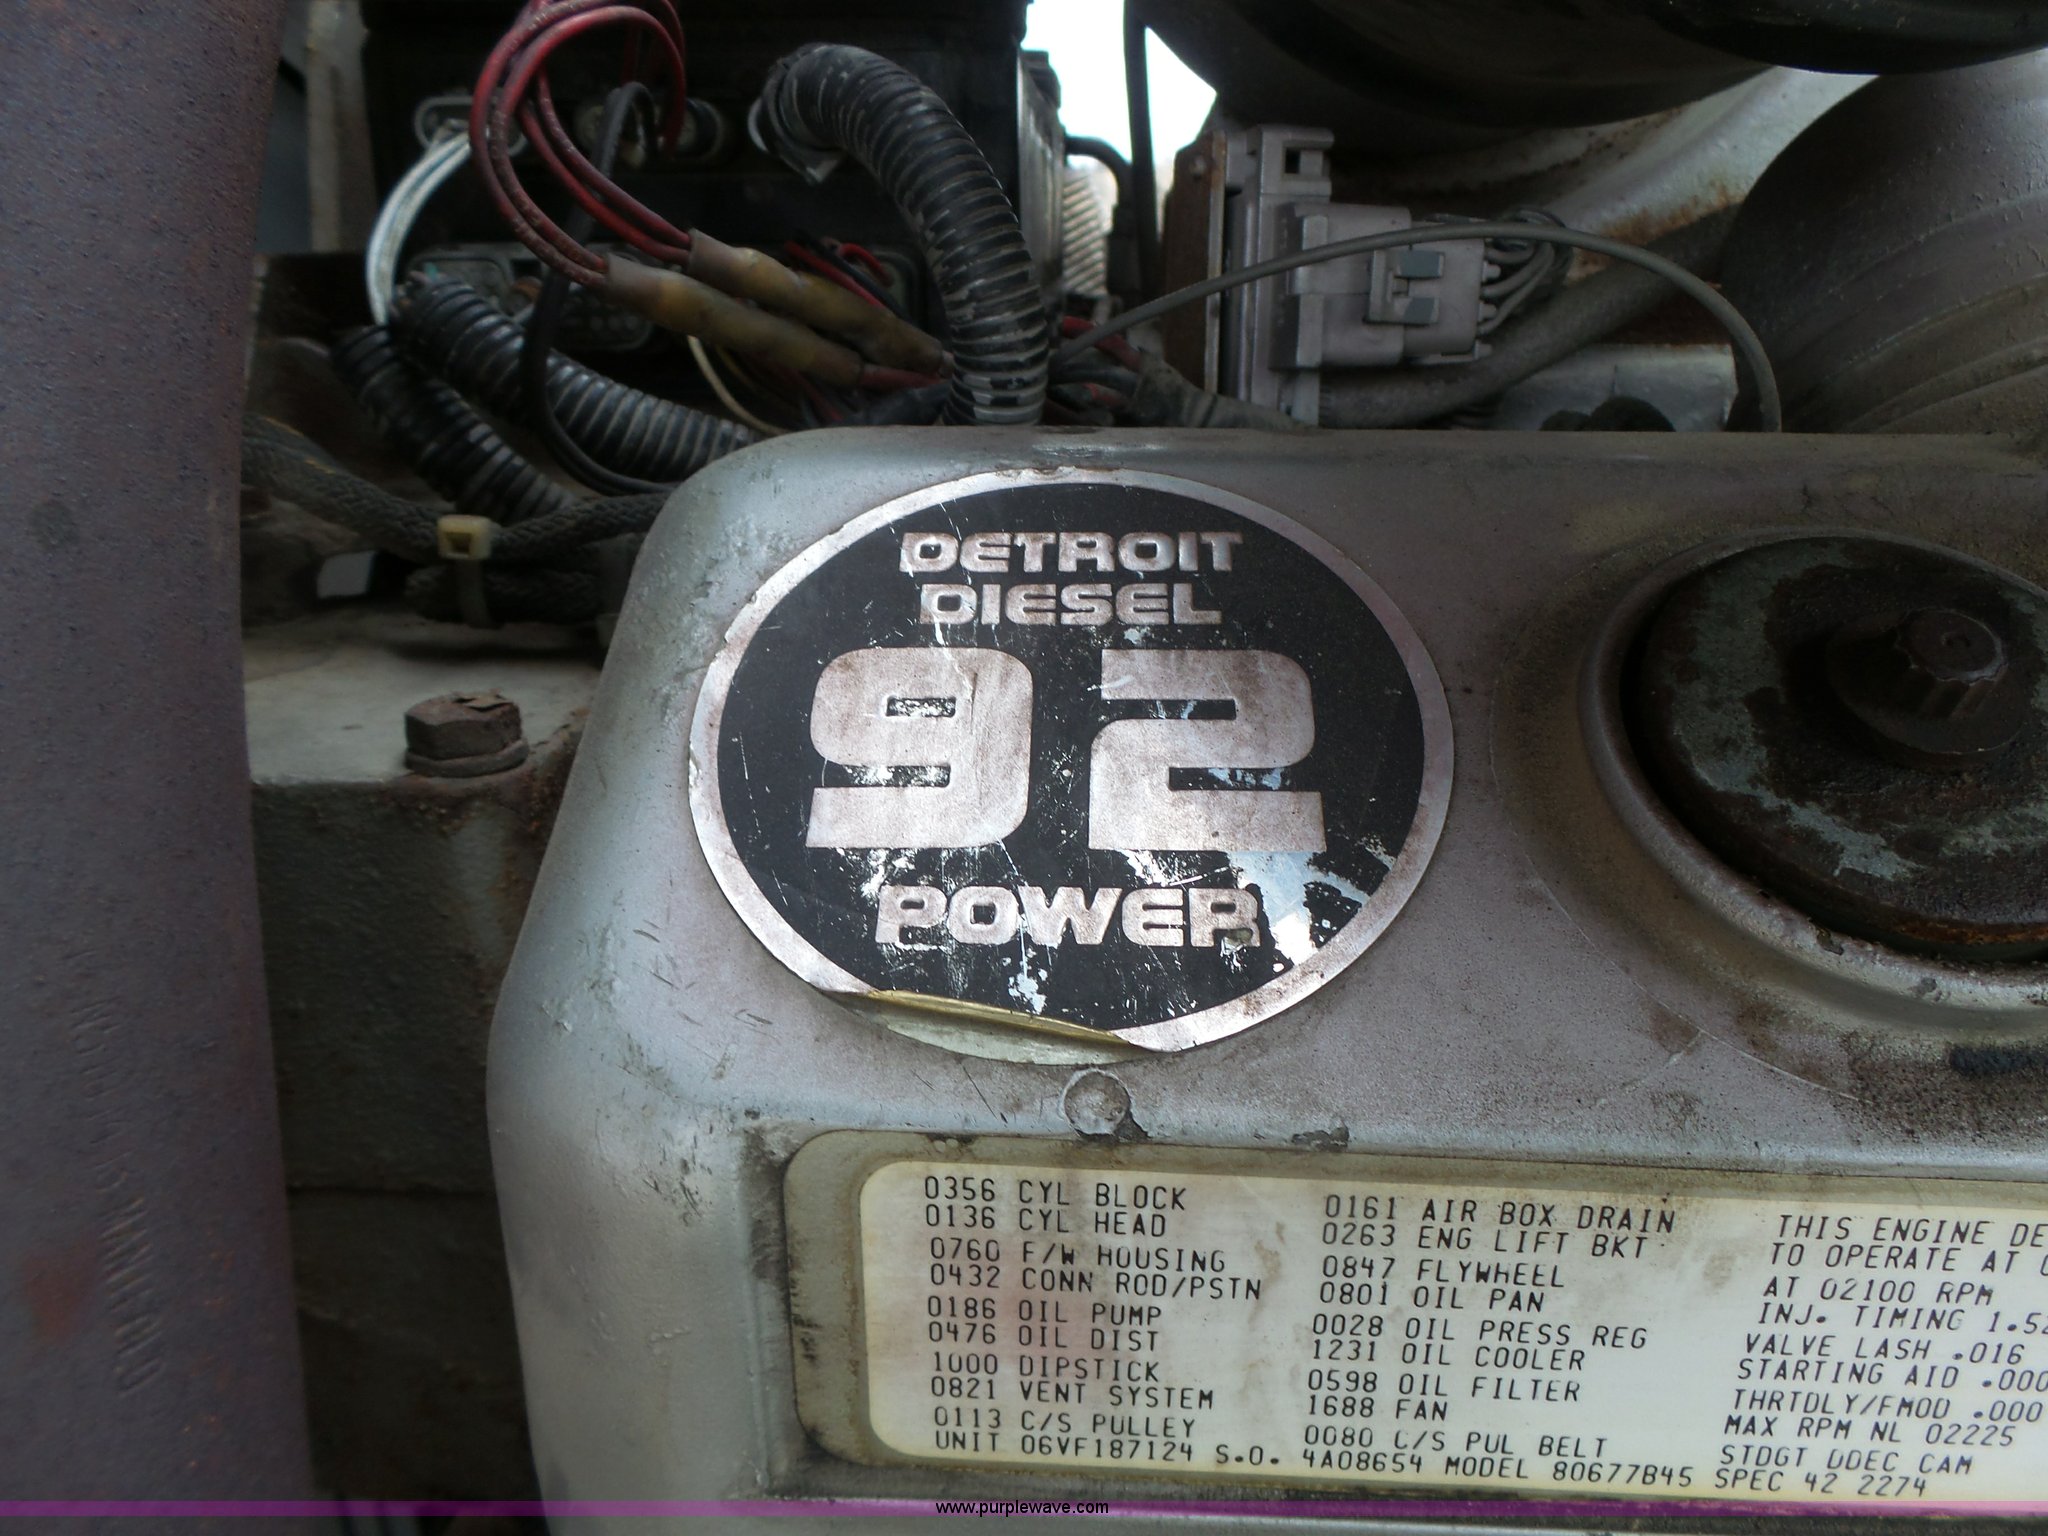 DETROIT
DIESEL
92
POWER
0356 CYL BLOCK
0136 CYL HEAD
0760 F/W HOUSING
0432 CONN ROD/PSTN
0186 OIL PUMP
0476 OIL DIST
1000 DIPSTICK
0821 VENT SYSTEM
0113 C/S PULLEY
0161 AIR BOX DRAIN
0263 ENG LIFT BKT
0847 FLYWHEEL
0801 OIL PAN
0028 OIL PRESS REG
1231 OIL COOLER
0598 OIL FILTER
1688 FAN
0080 C/S PUL BELT
THIS ENGINE DE
TO OPERATE AT
AT 02100 RPM
INJ. TIMING 1.52
VALVE LASH .016
STARTING AID .000
THRTDLY/FMOD .000
MAX RPM NL 02225
STDGT DDEC CAM
UNIT 06VF187124 S.O. 4A08654 MODEL 80677B45 SPEC 42 2274
www.purplewave.com